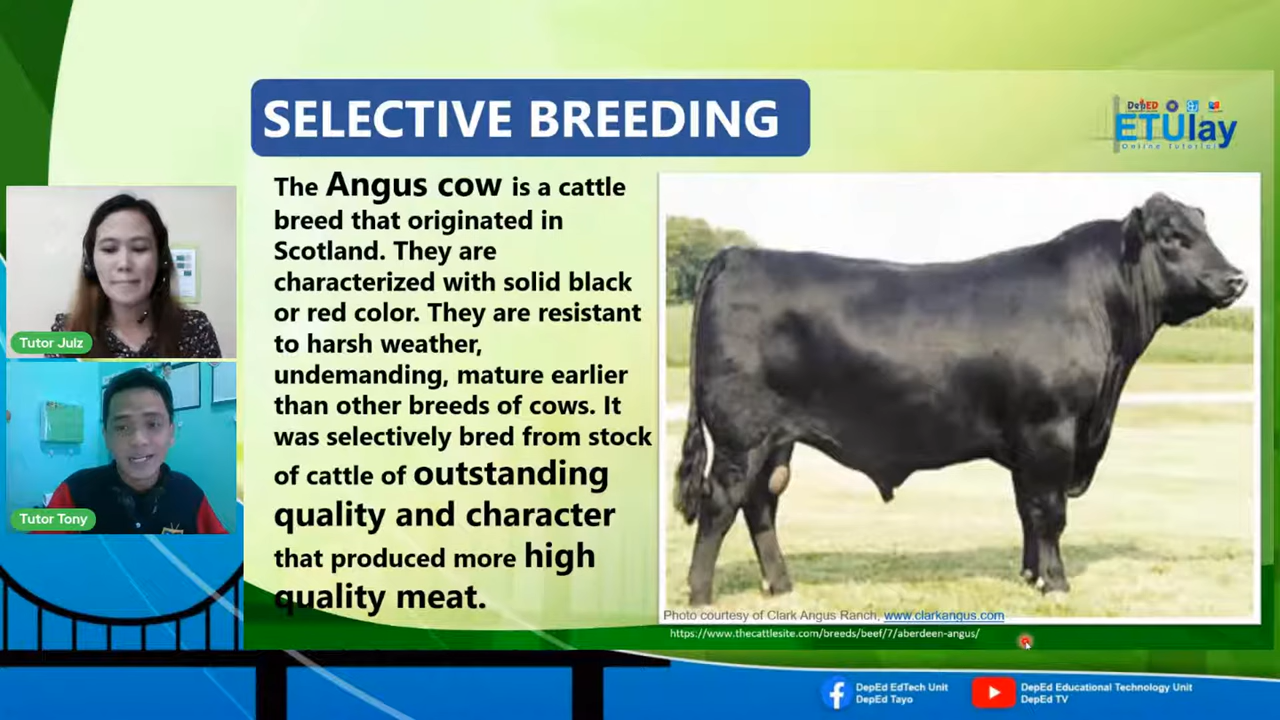 SELECTIVE BREEDING
DepED
ETUlay
Online Tutorial
The Angus cow is a cattle
breed that originated in
Scotland. They are
characterized with solid black
or red color. They are resistant
to harsh weather,
undemanding, mature earlier
than other breeds of cows. It
was selectively bred from stock
of cattle of outstanding
quality and character
that produced more high
quality meat.
Tutor Julz
Tutor Tony
Photo courtesy of Clark Angus Ranch, www.clarkangus.com
https://www.thecattlesite.com/breeds/beef/7/aberdeen-angus/
DepEd EdTech Unit
DepEd Tayo
DepEd Educational Technology Unit
DepEd TV